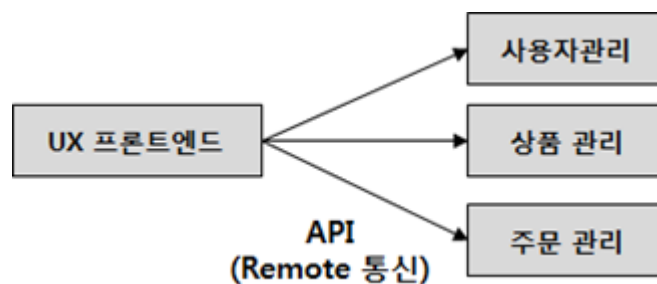 사용자관리
UX 프론트엔드
상품 관리
주문 관리
API
(Remote 통신)